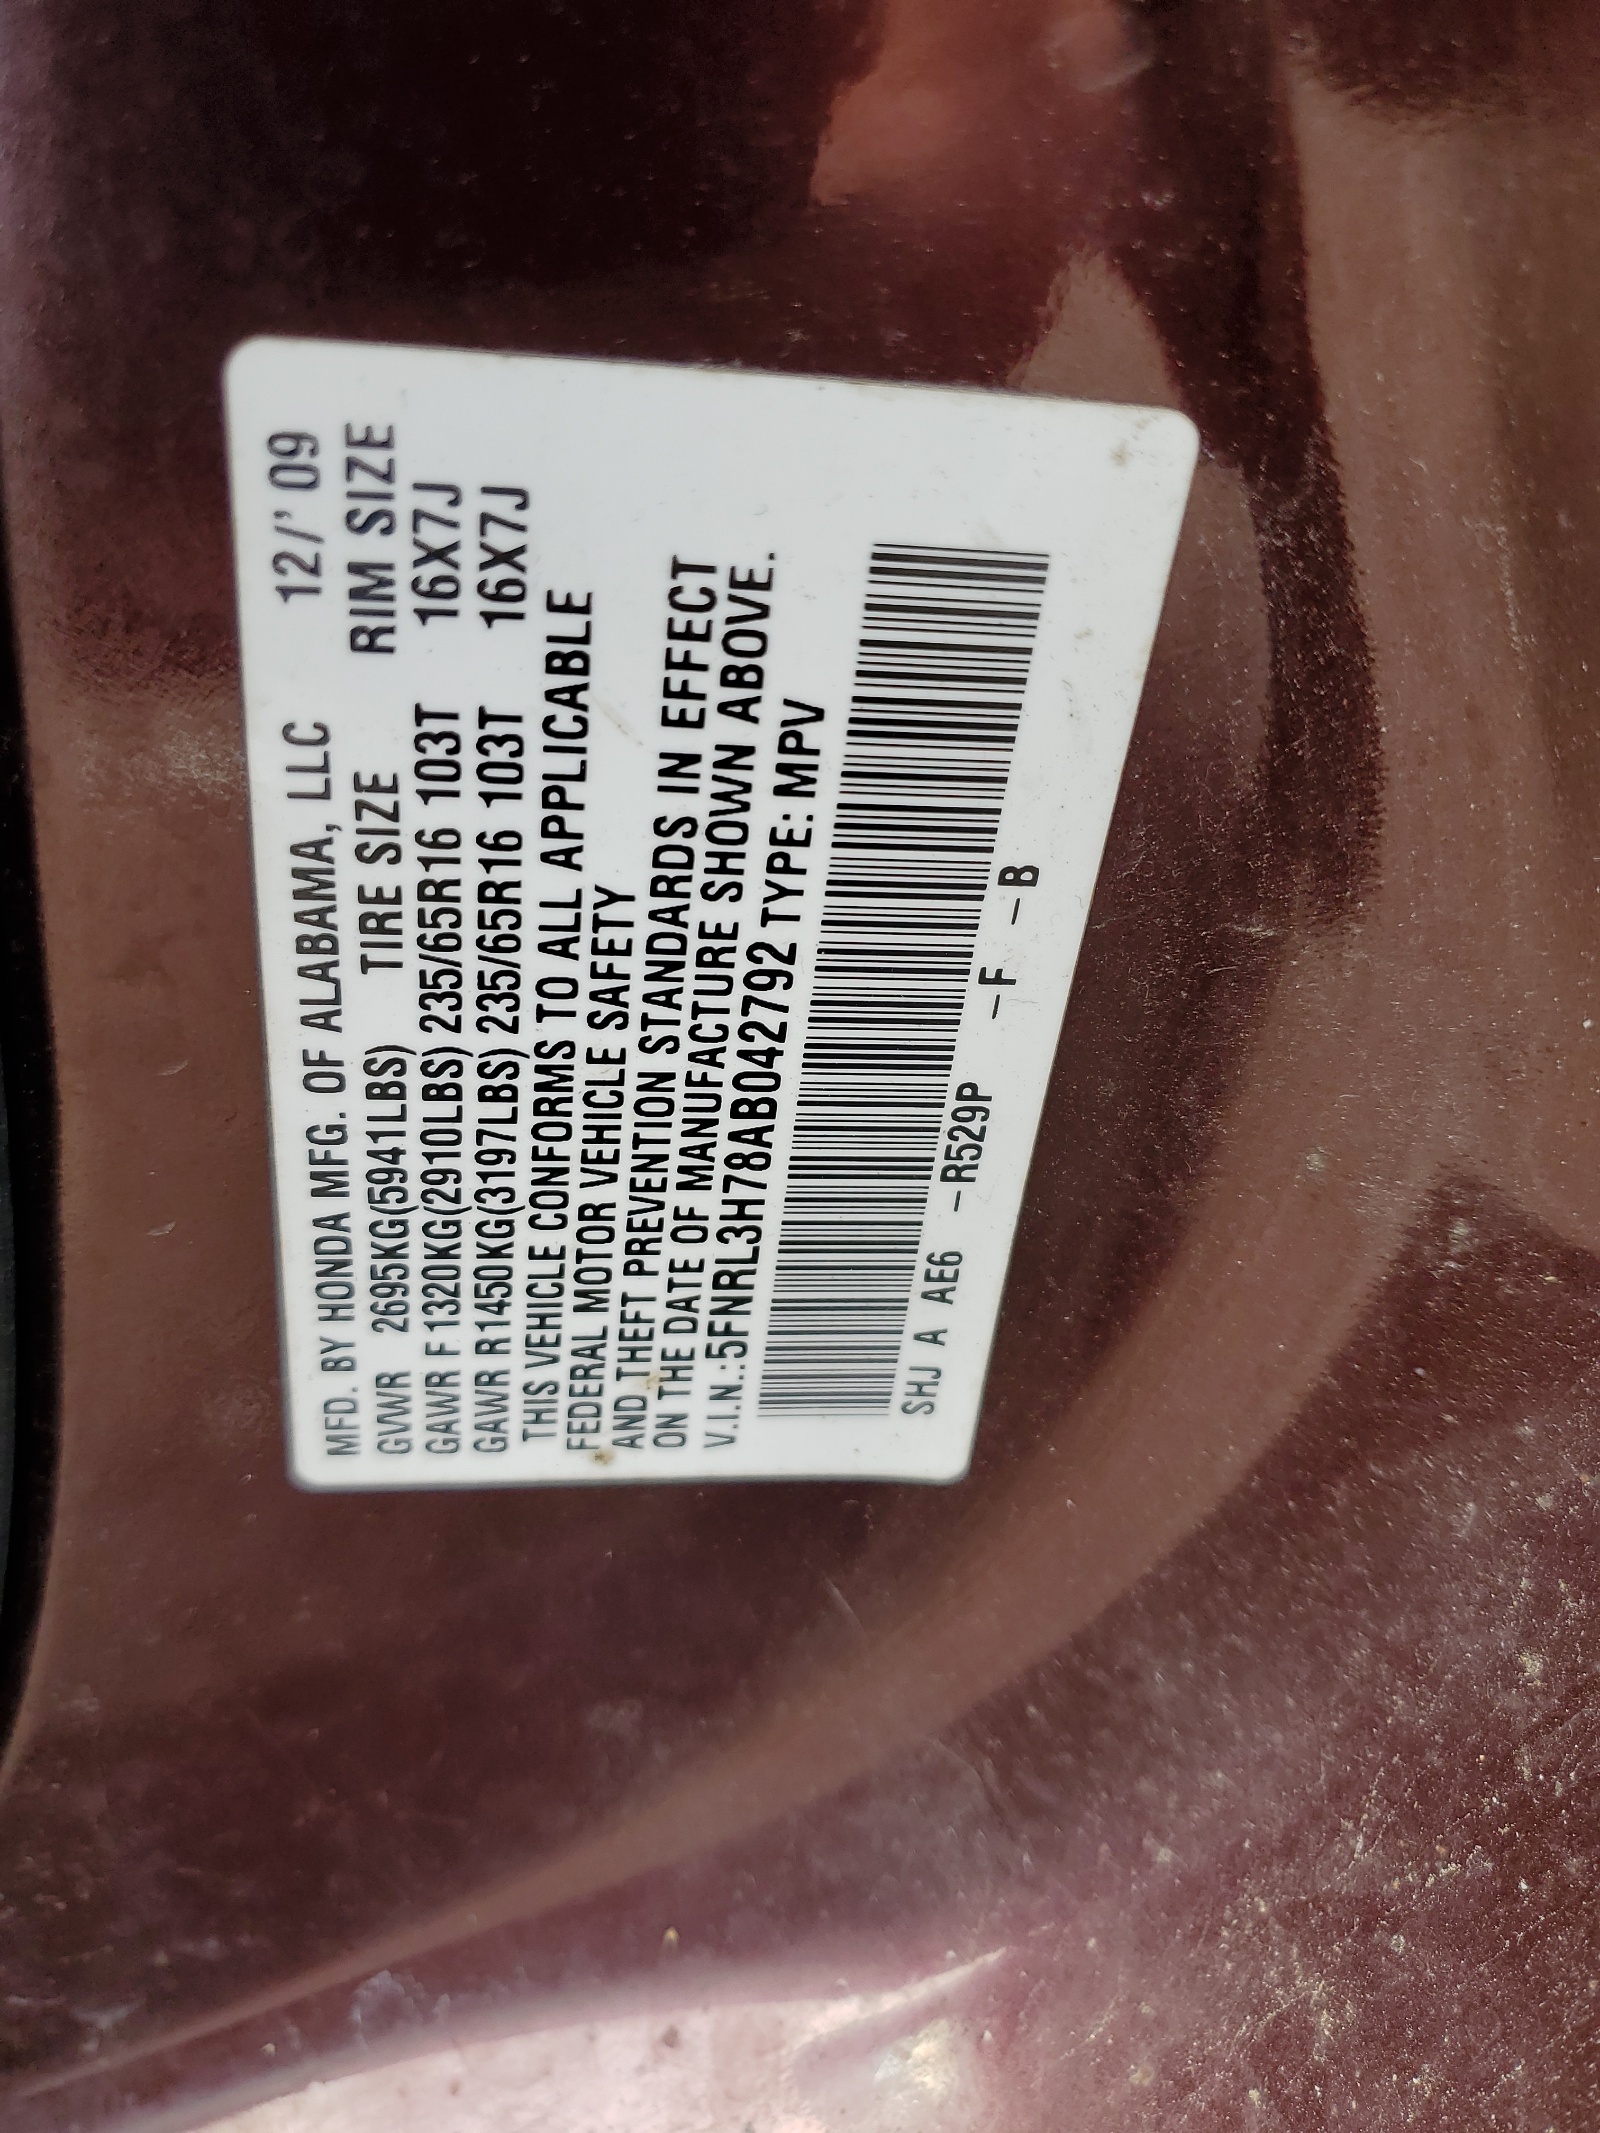 MFD. BY HONDA MFG. OF ALABAMA, LLC 12/' 09
GVWR 2695KG(5941LBS) TIRE SIZE RIM SIZE
GAWR F 1320KG(2910LBS) 235/65R16 103T 16X7J
GAWR R 1450KG(3197LBS) 235/65R16 103T 16X7J
THIS VEHICLE CONFORMS TO ALL APPLICABLE
FEDERAL MOTOR VEHICLE SAFETY
AND THEFT PREVENTION STANDARDS IN EFFECT
ON THE DATE OF MANUFACTURE SHOWN ABOVE.
V.I.N.:5FNRL3H78AB042792 TYPE: MPV
SHJ A AE6 -R529P -F -B